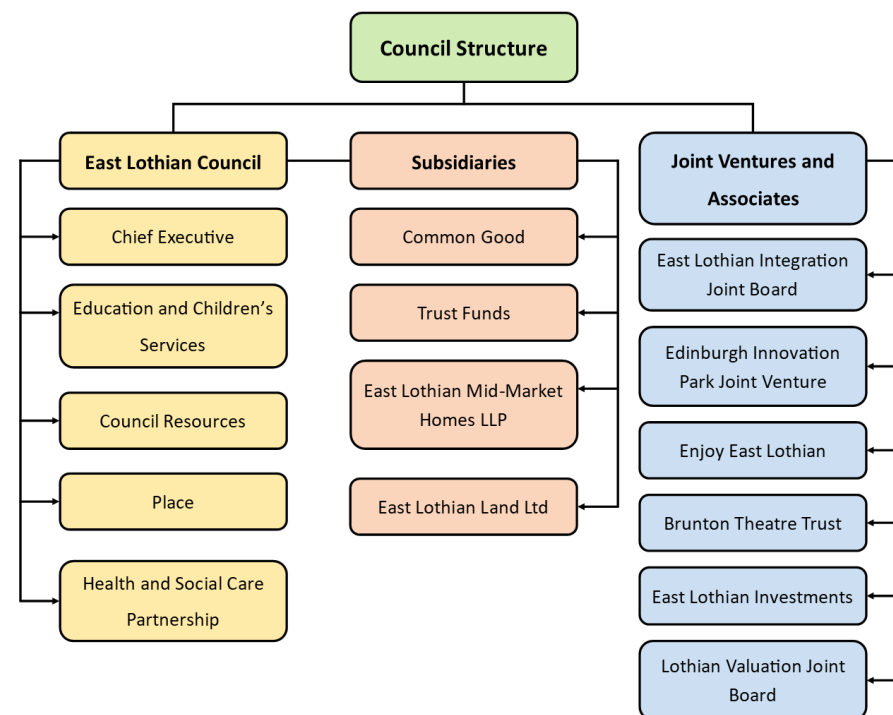 Council Structure
East Lothian Council
Chief Executive
Education and Children’s
Services
Council Resources
Place
Health and Social Care
Partnership
Subsidiaries
Common Good
Trust Funds
East Lothian Mid-Market
Homes LLP
East Lothian Land Ltd
Joint Ventures and
Associates
East Lothian Integration
Joint Board
Edinburgh Innovation
Park Joint Venture
Enjoy East Lothian
Brunton Theatre Trust
East Lothian Investments
Lothian Valuation Joint
Board